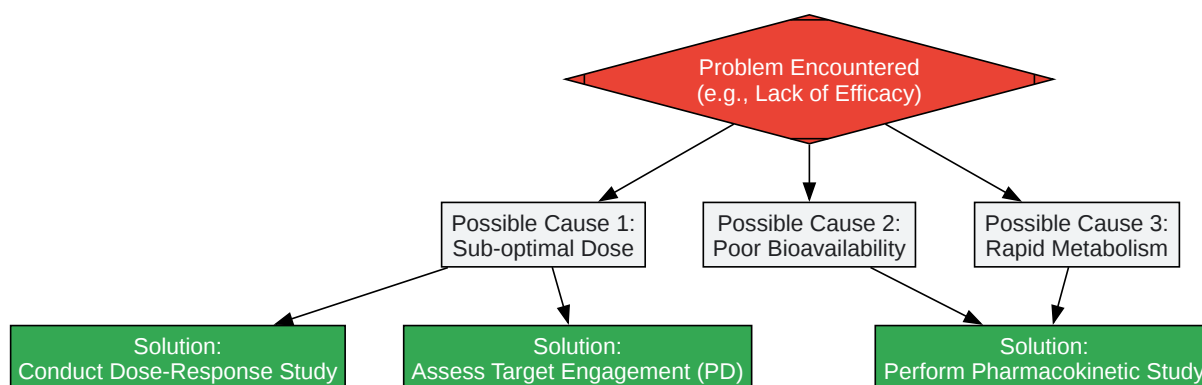 Problem Encountered
(e.g., Lack of Efficacy)
Possible Cause 1:
Sub-optimal Dose
Possible Cause 2:
Poor Bioavailability
Possible Cause 3:
Rapid Metabolism
Solution:
Conduct Dose-Response Study
Solution:
Assess Target Engagement (PD)
Solution:
Perform Pharmacokinetic Study